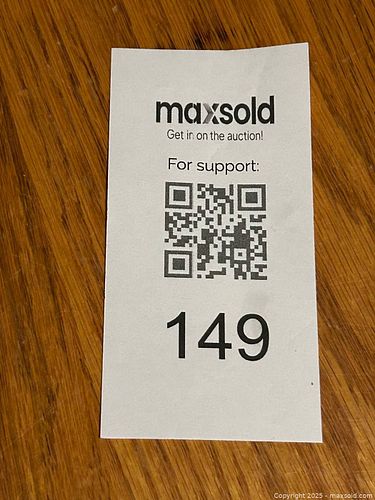 maxsold
Get in on the auction!
For support:
149
Copyright 2025 - maxsold.com